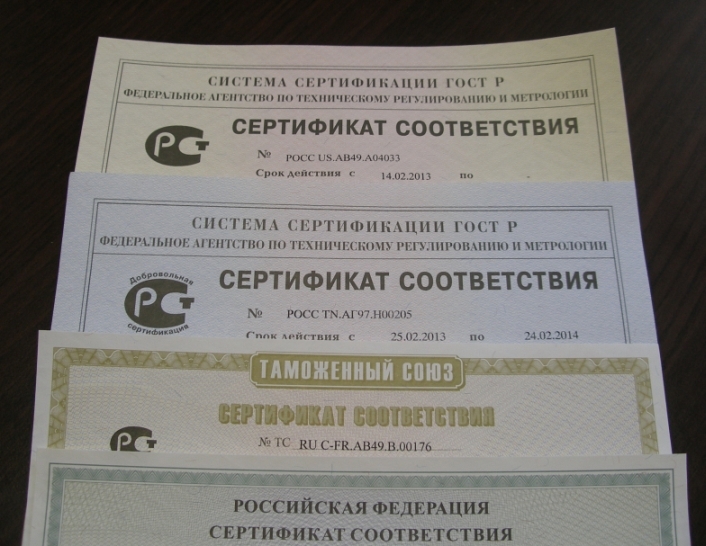 СИСТЕМА СЕРТИФИКАЦИИ ГОСТ Р
ФЕДЕРАЛЬНОЕ АГЕНТСТВО ПО ТЕХНИЧЕСКОМУ РЕГУЛИРОВАНИЮ И МЕТРОЛОГИИ
РСТ СЕРТИФИКАТ СООТВЕТСТВИЯ
№ РОСС US.АВ49.А04033
Срок действия с 14.02.2013 по -
СИСТЕМА СЕРТИФИКАЦИИ ГОСТ Р
ФЕДЕРАЛЬНОЕ АГЕНТСТВО ПО ТЕХНИЧЕСКОМУ РЕГУЛИРОВАНИЮ И МЕТРОЛОГИИ
Добровольная
РСТ СЕРТИФИКАТ СООТВЕТСТВИЯ
сертификация
№ РОСС TN.АГ97.Н00205
Срок действия с 25.02.2013 по 24.02.2014
ТАМОЖЕННЫЙ СОЮЗ
СЕРТИФИКАТ СООТВЕТСТВИЯ
РСТ № ТС RU C-FR.АВ49.В.00176
РОССИЙСКАЯ ФЕДЕРАЦИЯ
СЕРТИФИКАТ СООТВЕТСТВИЯ